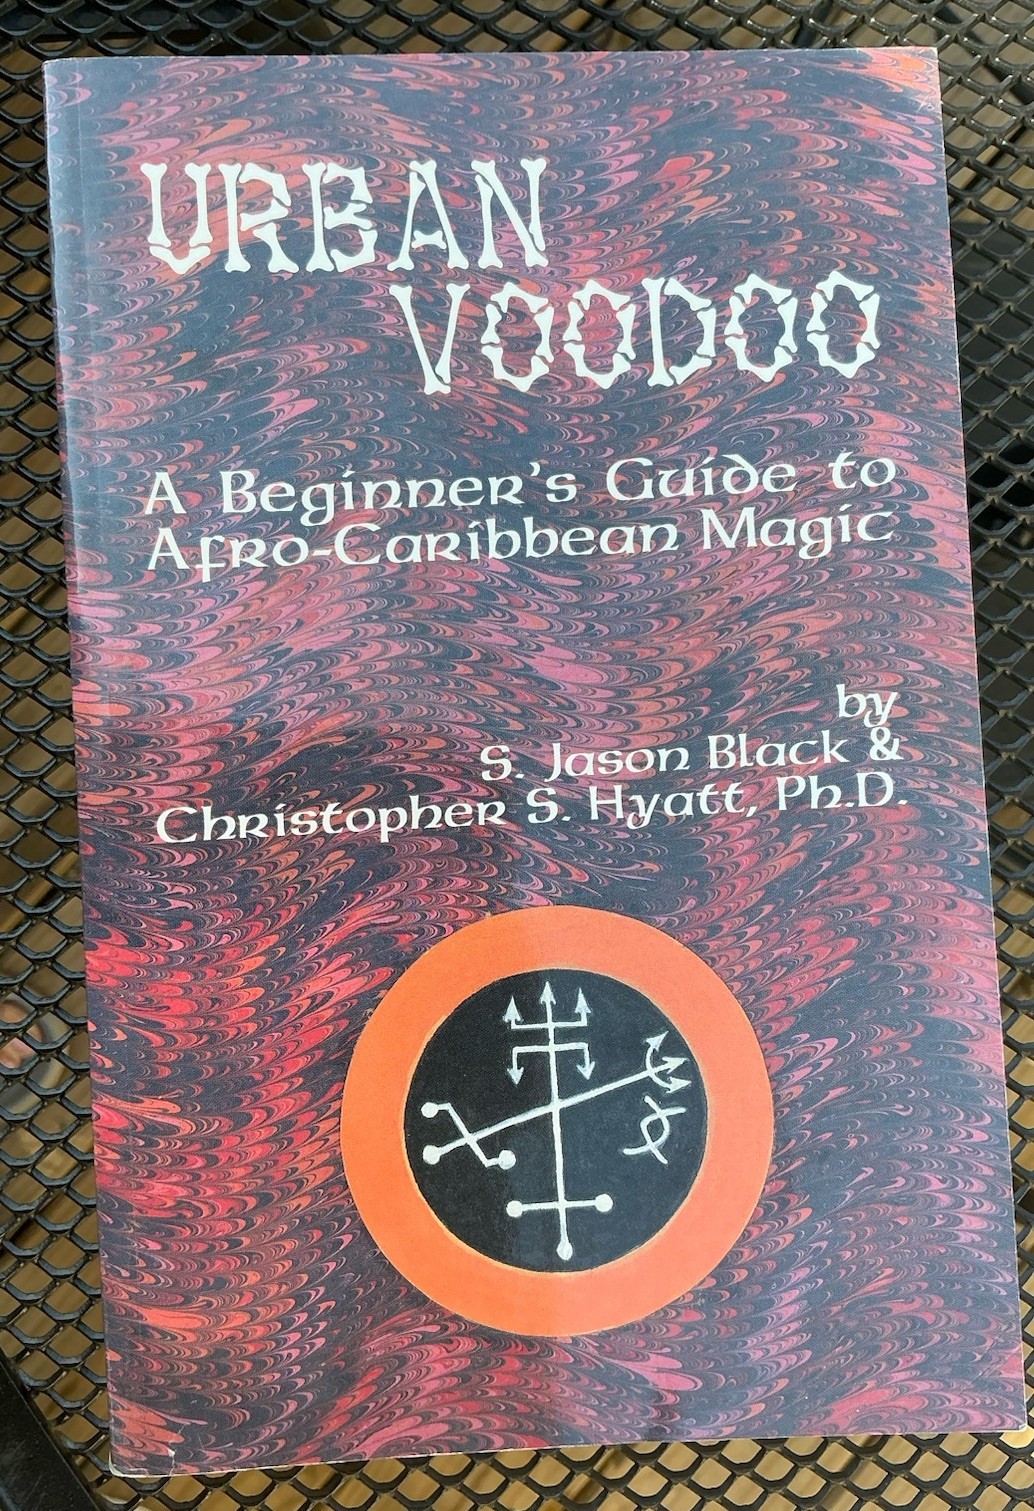 URBAN
VOODOO
A Beginner's Guide to
Afro-Caribbean Magic
by
S. Jason Black &
Christopher S. Hyatt, Ph.D.